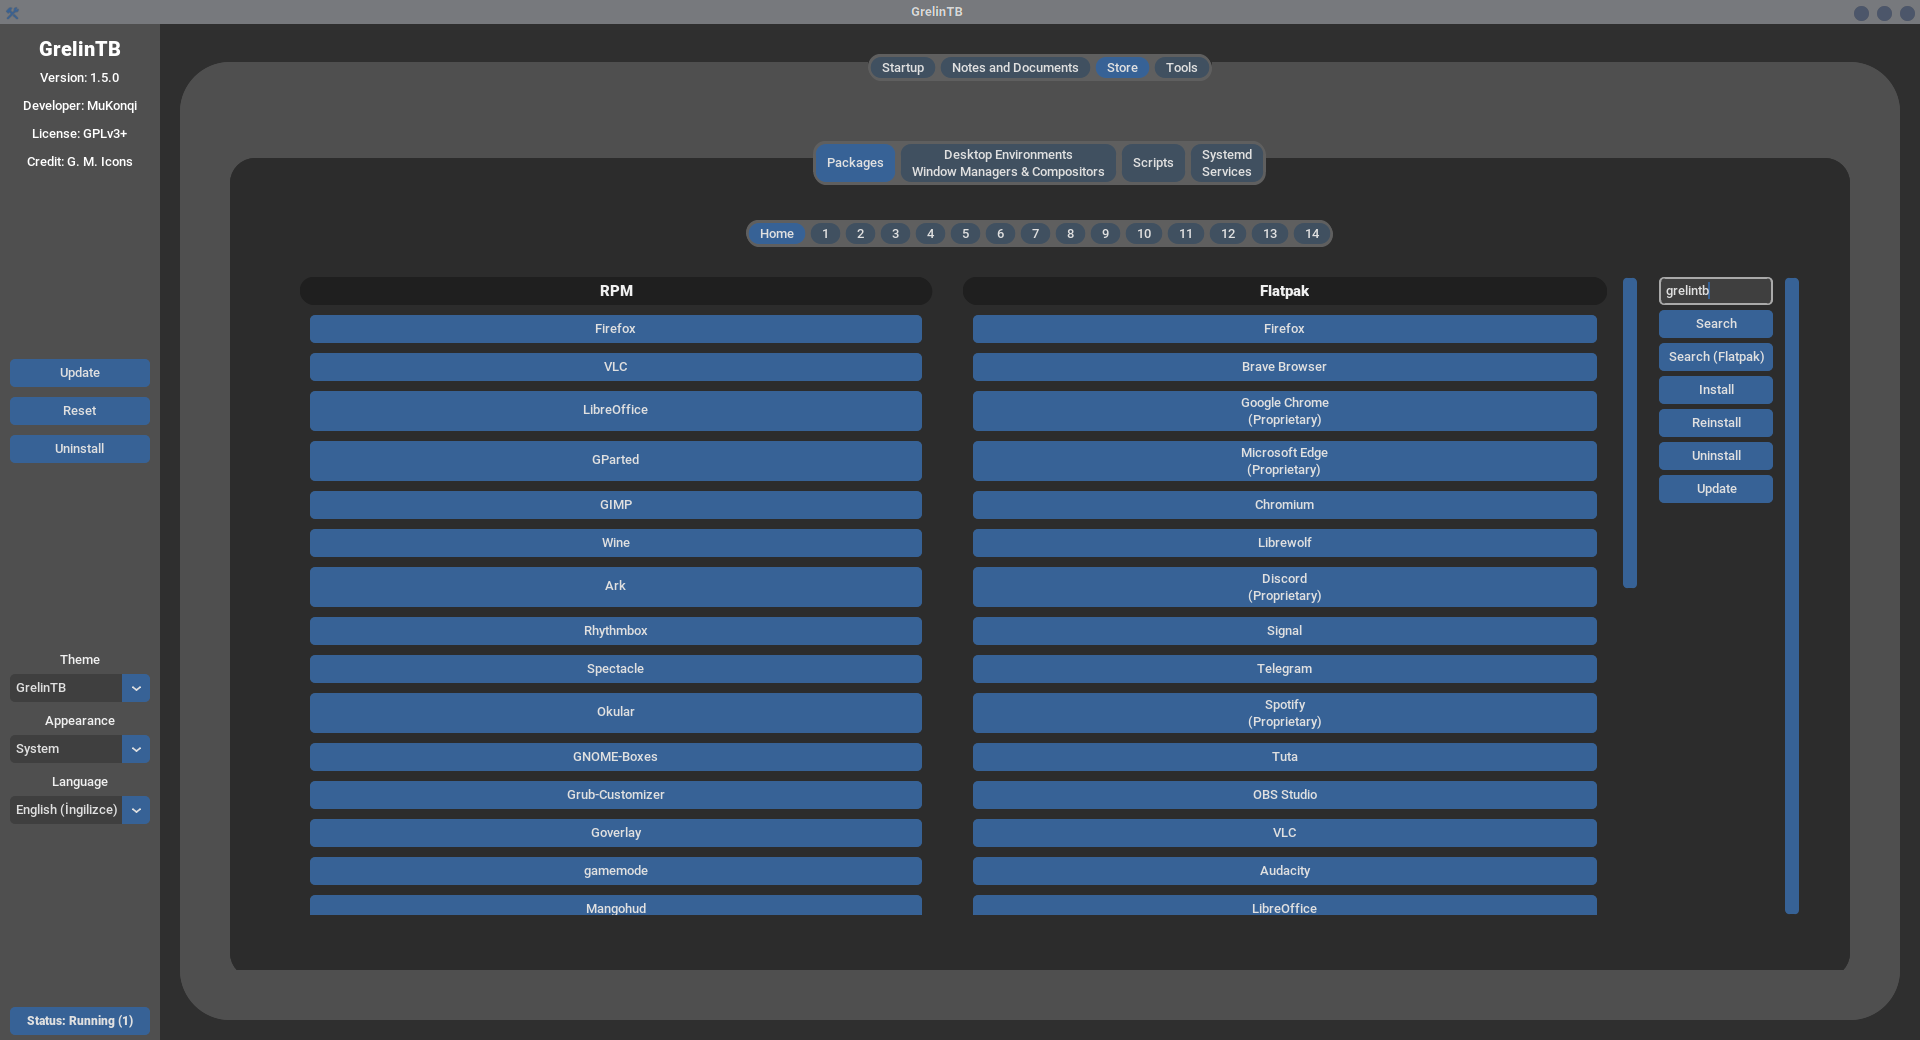 GrelinTB
GrelinTB
Version: 1.5.0
Developer: MuKonqi
License: GPLv3+
Credit: G. M. Icons
Update
Reset
Uninstall
Theme
GrelinTB
Appearance
System
Language
English (İngilizce)
Status: Running (1)
Startup
Notes and Documents
Store
Tools
Packages
Desktop Environments
Window Managers & Compositors
Scripts
Systemd
Services
Home 1 2 3 4 5 6 7 8 9 10 11 12 13 14
RPM
Firefox
VLC
LibreOffice
GParted
GIMP
Wine
Ark
Rhythmbox
Spectacle
Okular
GNOME-Boxes
Grub-Customizer
Goverlay
gamemode
Mangohud
Flatpak
Firefox
Brave Browser
Google Chrome
(Proprietary)
Microsoft Edge
(Proprietary)
Chromium
Librewolf
Discord
(Proprietary)
Signal
Telegram
Spotify
(Proprietary)
Tuta
OBS Studio
VLC
Audacity
LibreOffice
grelintb
Search
Search (Flatpak)
Install
Reinstall
Uninstall
Update